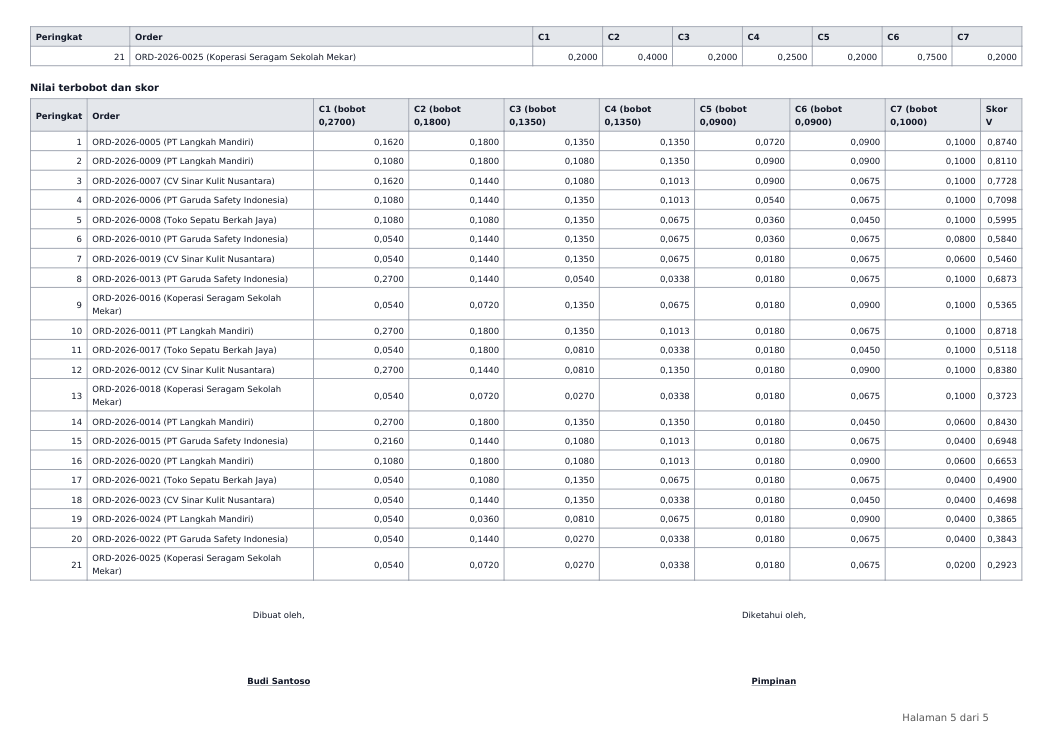 Peringkat Order C1 C2 C3 C4 C5 C6 C7
21 ORD-2026-0025 (Koperasi Seragam Sekolah Mekar) 0,2000 0,4000 0,2000 0,2500 0,2000 0,7500 0,2000
Nilai terbobot dan skor
Peringkat Order C1 (bobot 0,2700) C2 (bobot 0,1800) C3 (bobot 0,1350) C4 (bobot 0,1350) C5 (bobot 0,0900) C6 (bobot 0,0900) C7 (bobot 0,1000) Skor V
1 ORD-2026-0005 (PT Langkah Mandiri) 0,1620 0,1800 0,1350 0,1350 0,0720 0,0900 0,1000 0,8740
2 ORD-2026-0009 (PT Langkah Mandiri) 0,1080 0,1800 0,1080 0,1350 0,0900 0,0900 0,1000 0,8110
3 ORD-2026-0007 (CV Sinar Kulit Nusantara) 0,1620 0,1440 0,1080 0,1013 0,0900 0,0675 0,1000 0,7728
4 ORD-2026-0006 (PT Garuda Safety Indonesia) 0,1080 0,1440 0,1350 0,1013 0,0540 0,0675 0,1000 0,7098
5 ORD-2026-0008 (Toko Sepatu Berkah Jaya) 0,1080 0,1080 0,1350 0,0675 0,0360 0,0450 0,1000 0,5995
6 ORD-2026-0010 (PT Garuda Safety Indonesia) 0,0540 0,1440 0,1350 0,0675 0,0360 0,0675 0,0800 0,5840
7 ORD-2026-0019 (CV Sinar Kulit Nusantara) 0,0540 0,1440 0,1350 0,0675 0,0180 0,0675 0,0600 0,5460
8 ORD-2026-0013 (PT Garuda Safety Indonesia) 0,2700 0,1440 0,0540 0,0338 0,0180 0,0675 0,1000 0,6873
9 ORD-2026-0016 (Koperasi Seragam Sekolah Mekar) 0,0540 0,0720 0,1350 0,0675 0,0180 0,0900 0,1000 0,5365
10 ORD-2026-0011 (PT Langkah Mandiri) 0,2700 0,1800 0,1350 0,1013 0,0180 0,0675 0,1000 0,8718
11 ORD-2026-0017 (Toko Sepatu Berkah Jaya) 0,0540 0,1800 0,0810 0,0338 0,0180 0,0450 0,1000 0,5118
12 ORD-2026-0012 (CV Sinar Kulit Nusantara) 0,2700 0,1440 0,0810 0,1350 0,0180 0,0900 0,1000 0,8380
13 ORD-2026-0018 (Koperasi Seragam Sekolah Mekar) 0,0540 0,0720 0,0270 0,0338 0,0180 0,0675 0,1000 0,3723
14 ORD-2026-0014 (PT Langkah Mandiri) 0,2700 0,1800 0,1350 0,1350 0,0180 0,0450 0,0600 0,8430
15 ORD-2026-0015 (PT Garuda Safety Indonesia) 0,2160 0,1440 0,1080 0,1013 0,0180 0,0675 0,0400 0,6948
16 ORD-2026-0020 (PT Langkah Mandiri) 0,1080 0,1800 0,1080 0,1013 0,0180 0,0900 0,0600 0,6653
17 ORD-2026-0021 (Toko Sepatu Berkah Jaya) 0,0540 0,1080 0,1350 0,0675 0,0180 0,0675 0,0400 0,4900
18 ORD-2026-0023 (CV Sinar Kulit Nusantara) 0,0540 0,1440 0,1350 0,0338 0,0180 0,0450 0,0400 0,4698
19 ORD-2026-0024 (PT Langkah Mandiri) 0,0540 0,0360 0,0810 0,0675 0,0180 0,0900 0,0400 0,3865
20 ORD-2026-0022 (PT Garuda Safety Indonesia) 0,0540 0,1440 0,0270 0,0338 0,0180 0,0675 0,0400 0,3843
21 ORD-2026-0025 (Koperasi Seragam Sekolah Mekar) 0,0540 0,0720 0,0270 0,0338 0,0180 0,0675 0,0200 0,2923
Dibuat oleh, Diketahui oleh,
Budi Santoso Pimpinan
Halaman 5 dari 5